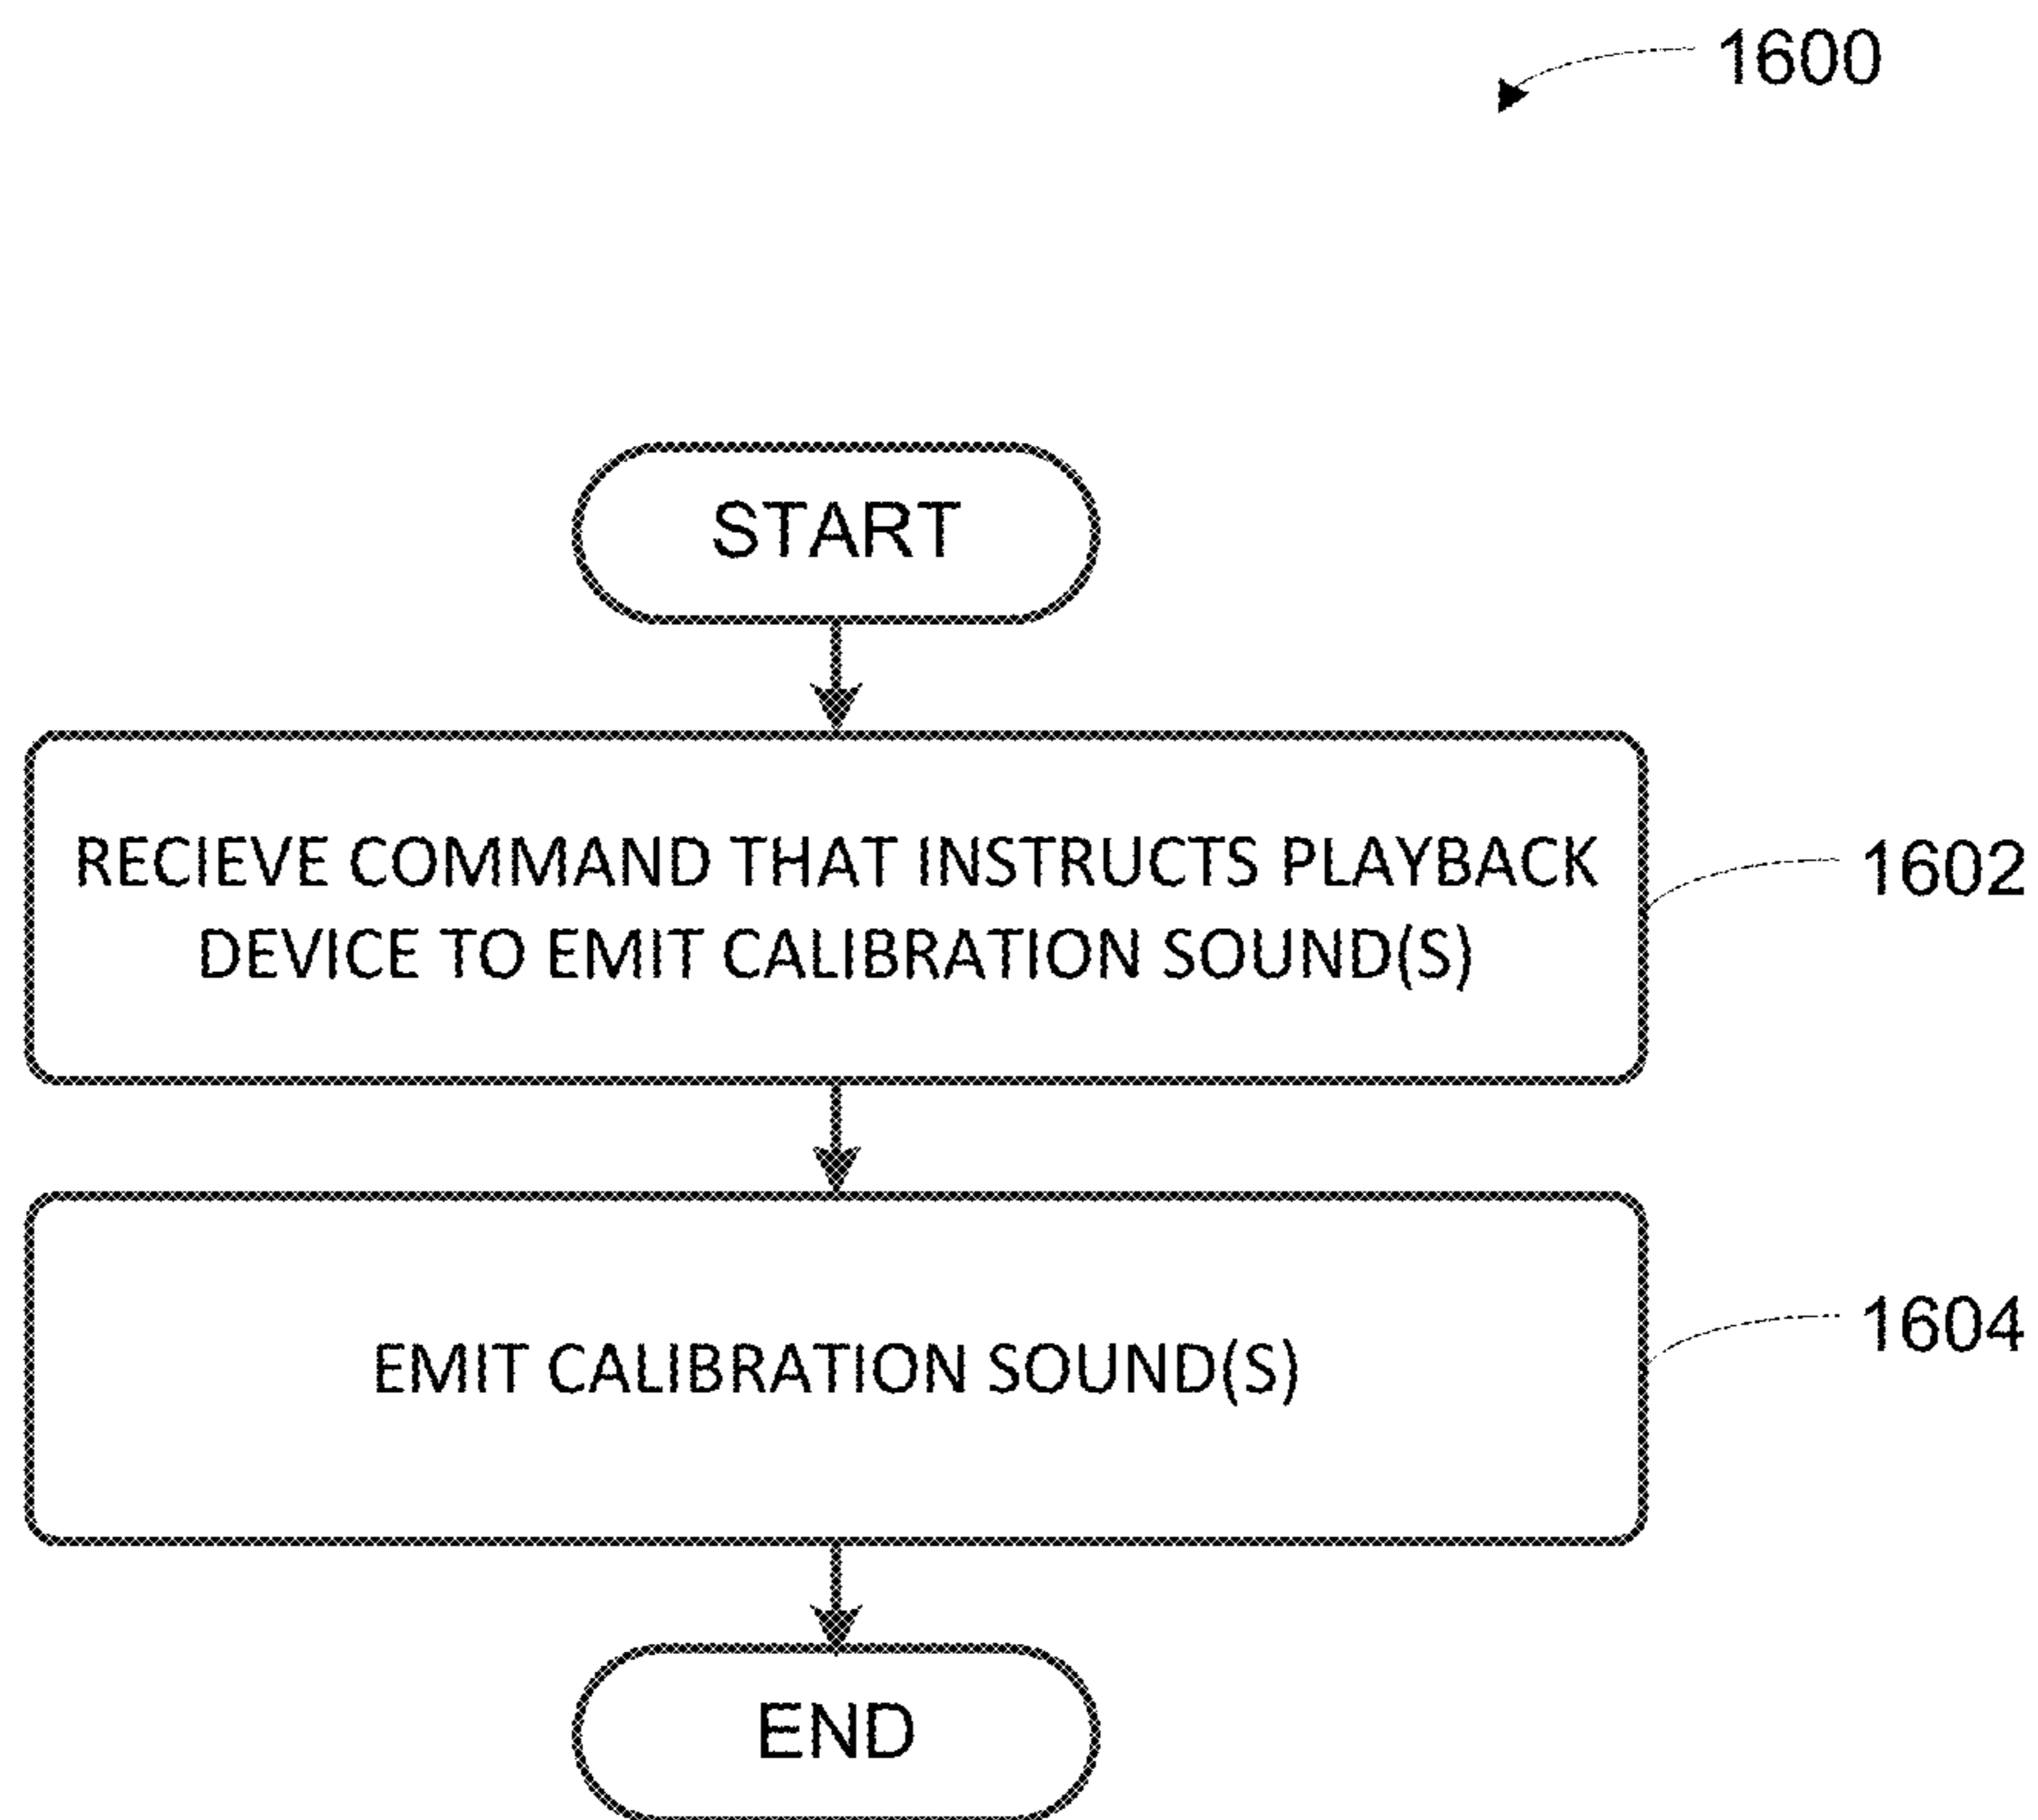 1600
START
RECIEVE COMMAND THAT INSTRUCTS PLAYBACK
DEVICE TO EMIT CALIBRATION SOUND(S)
1602
EMIT CALIBRATION SOUND(S)
1604
END